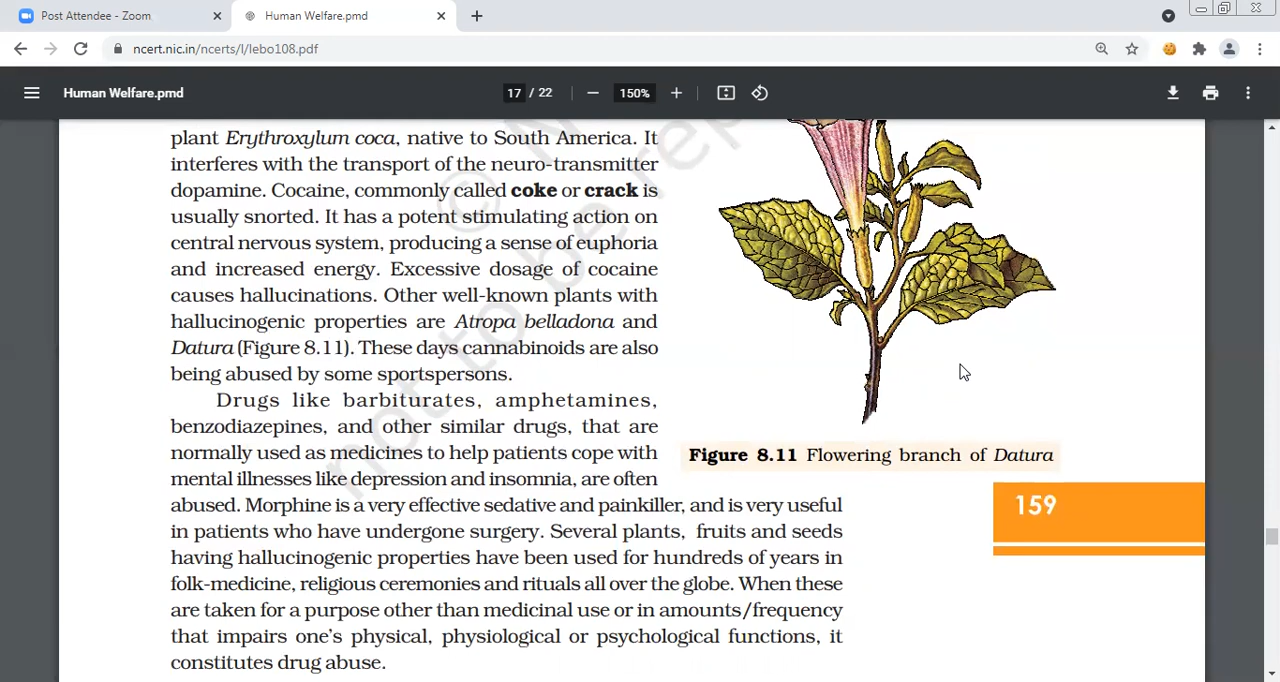 Post Attendee - Zoom
Human Welfare.pmd
ncert.nic.in/ncerts/l/lebo108.pdf
Human Welfare.pmd
17 / 22
150%
plant Erythroxylum coca, native to South America. It
interferes with the transport of the neuro-transmitter
dopamine. Cocaine, commonly called coke or crack is
usually snorted. It has a potent stimulating action on
central nervous system, producing a sense of euphoria
and increased energy. Excessive dosage of cocaine
causes hallucinations. Other well-known plants with
hallucinogenic properties are Atropa belladona and
Datura (Figure 8.11). These days cannabinoids are also
being abused by some sportspersons.
Drugs like barbiturates, amphetamines,
benzodiazepines, and other similar drugs, that are
normally used as medicines to help patients cope with
mental illnesses like depression and insomnia, are often
abused. Morphine is a very effective sedative and painkiller, and is very useful
in patients who have undergone surgery. Several plants, fruits and seeds
having hallucinogenic properties have been used for hundreds of years in
folk-medicine, religious ceremonies and rituals all over the globe. When these
are taken for a purpose other than medicinal use or in amounts/frequency
that impairs one's physical, physiological or psychological functions, it
constitutes drug abuse.
Figure 8.11 Flowering branch of Datura
159
© N
not to be rep